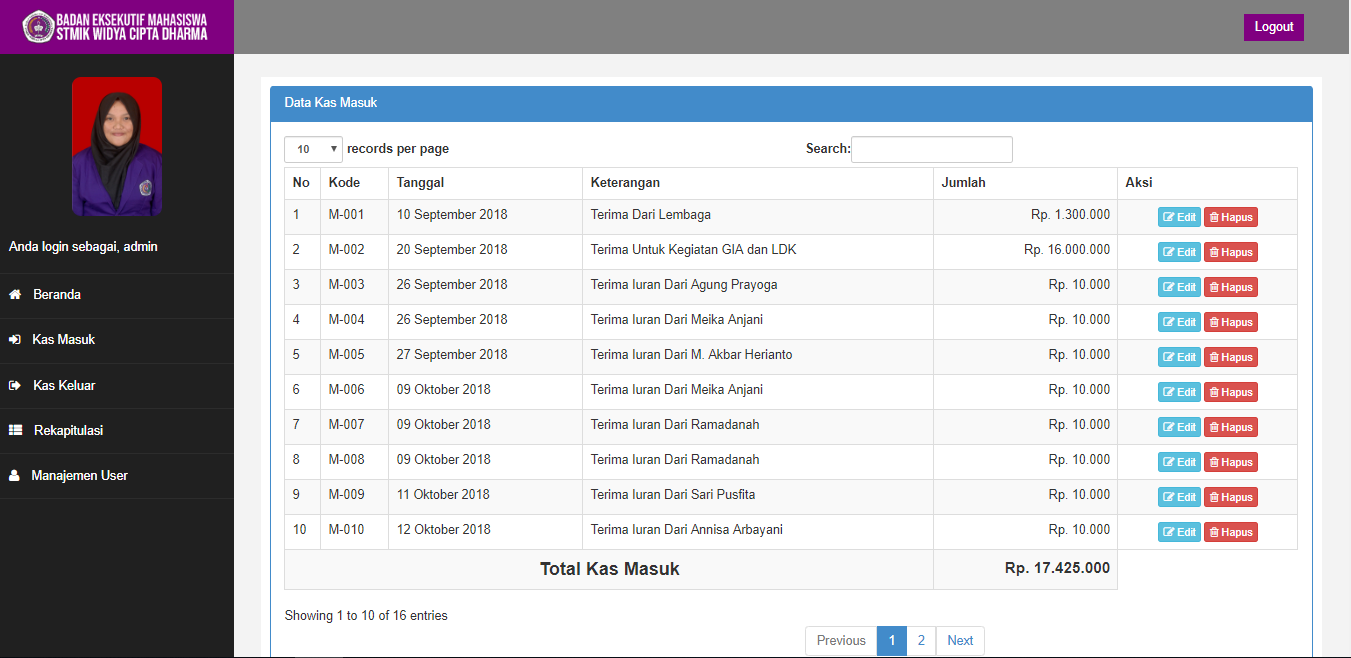 BADAN EKSEKUTIF MAHASISWA
STMIK WIDYA CIPTA DHARMA
Logout
Anda login sebagai, admin
Beranda
Kas Masuk
Kas Keluar
Rekapitulasi
Manajemen User
Data Kas Masuk
10 records per page Search:
No Kode Tanggal Keterangan Jumlah Aksi
1 M-001 10 September 2018 Terima Dari Lembaga Rp. 1.300.000 Edit Hapus
2 M-002 20 September 2018 Terima Untuk Kegiatan GIA dan LDK Rp. 16.000.000 Edit Hapus
3 M-003 26 September 2018 Terima Iuran Dari Agung Prayoga Rp. 10.000 Edit Hapus
4 M-004 26 September 2018 Terima Iuran Dari Meika Anjani Rp. 10.000 Edit Hapus
5 M-005 27 September 2018 Terima Iuran Dari M. Akbar Herianto Rp. 10.000 Edit Hapus
6 M-006 09 Oktober 2018 Terima Iuran Dari Meika Anjani Rp. 10.000 Edit Hapus
7 M-007 09 Oktober 2018 Terima Iuran Dari Ramadanah Rp. 10.000 Edit Hapus
8 M-008 09 Oktober 2018 Terima Iuran Dari Ramadanah Rp. 10.000 Edit Hapus
9 M-009 11 Oktober 2018 Terima Iuran Dari Sari Pusfita Rp. 10.000 Edit Hapus
10 M-010 12 Oktober 2018 Terima Iuran Dari Annisa Arbayani Rp. 10.000 Edit Hapus
Total Kas Masuk Rp. 17.425.000
Showing 1 to 10 of 16 entries
Previous 1 2 Next